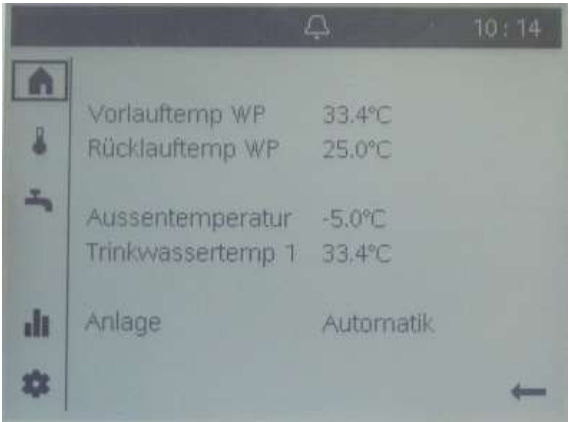 10:14
Vorlauftemp WP 33.4°C
Rücklauftemp WP 25.0°C
Aussentemperatur -5.0°C
Trinkwassertemp 1 33.4°C
Anlage Automatik